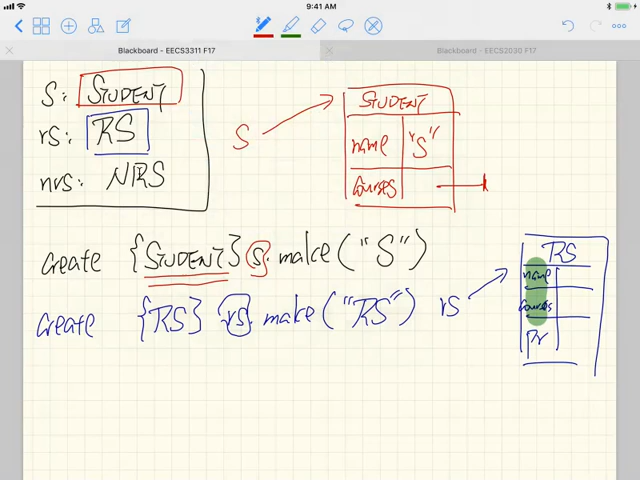 9:41 AM
Blackboard - EECS3311 F17
Blackboard - EECS2030 F17
S: STUDENT
rs: RS
nrs: NRS
S
STUDENT
name "S"
courses
create {STUDENT} s. make ("S")
create {RS} rs. make ("RS")
rs
RS
name
courses
pr